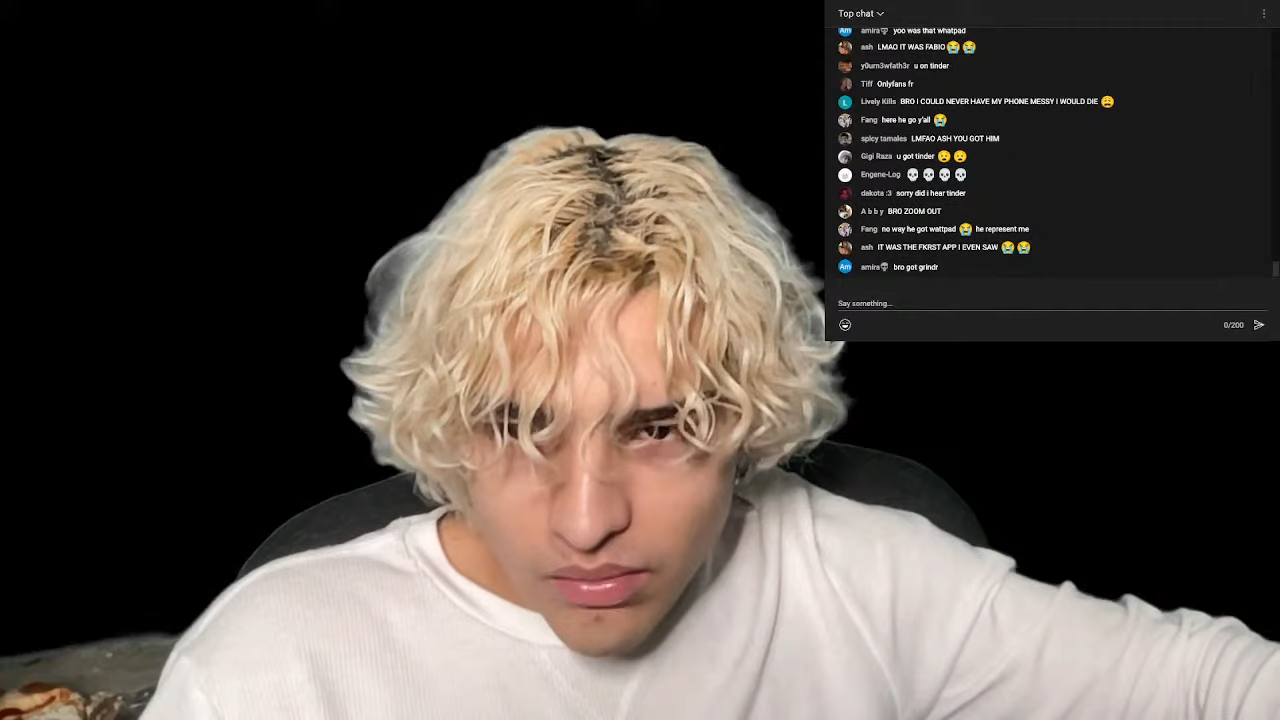 Top chat
Am amira💀 yoo was that whatpad
ash LMAO IT WAS FABIO 😭😭
y0urn3wfath3r u on tinder
Tiff Onlyfans fr
L Lively Kills BRO I COULD NEVER HAVE MY PHONE MESSY I WOULD DIE 😩
Fang here he go y'all 😭
spicy tamales LMFAO ASH YOU GOT HIM
Gigi Raza u got tinder 😧😧
Engene-Log 💀💀💀💀
dakota :3 sorry did i hear tinder
A b b y BRO ZOOM OUT
Fang no way he got wattpad 😭 he represent me
ash IT WAS THE FKRST APP I EVEN SAW 😭😭
Am amira💀 bro got grindr
Say something...
0/200